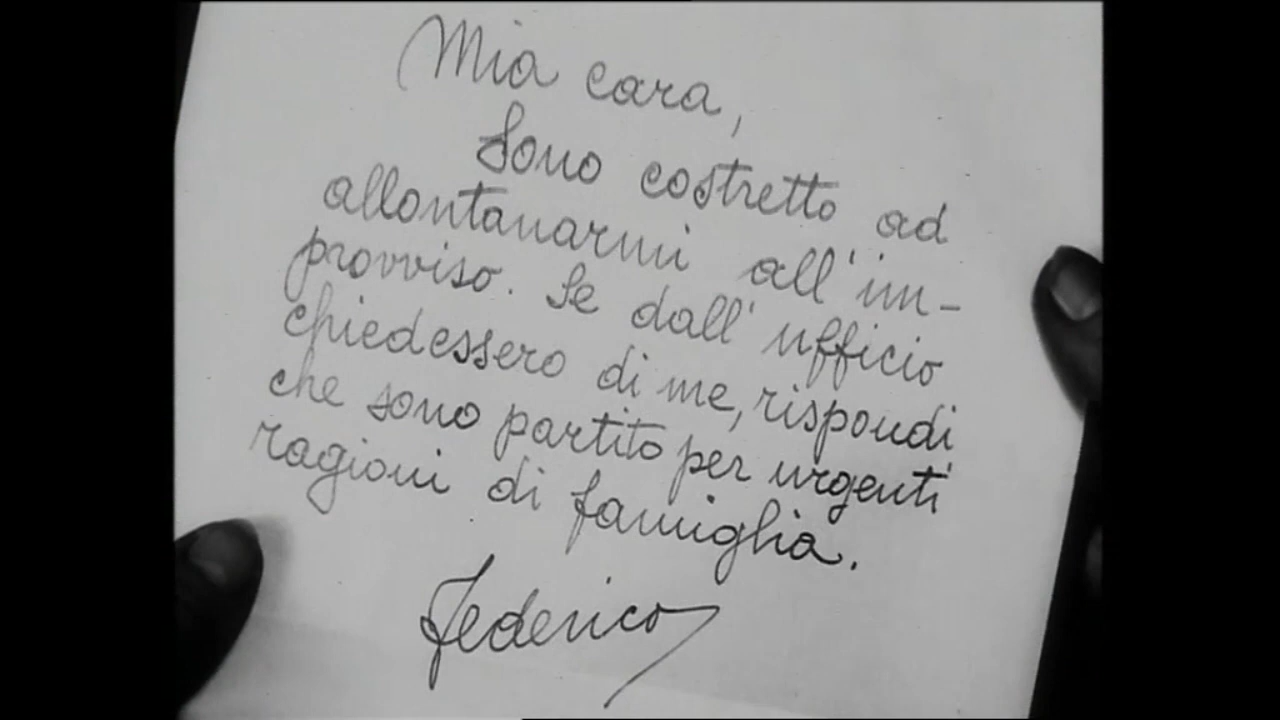 Mia cara,
Sono costretto ad
allontanarmi all'im-
provviso. Se dall'ufficio
chiedessero di me, rispondi
che sono partito per urgenti
ragioni di famiglia.
Federico